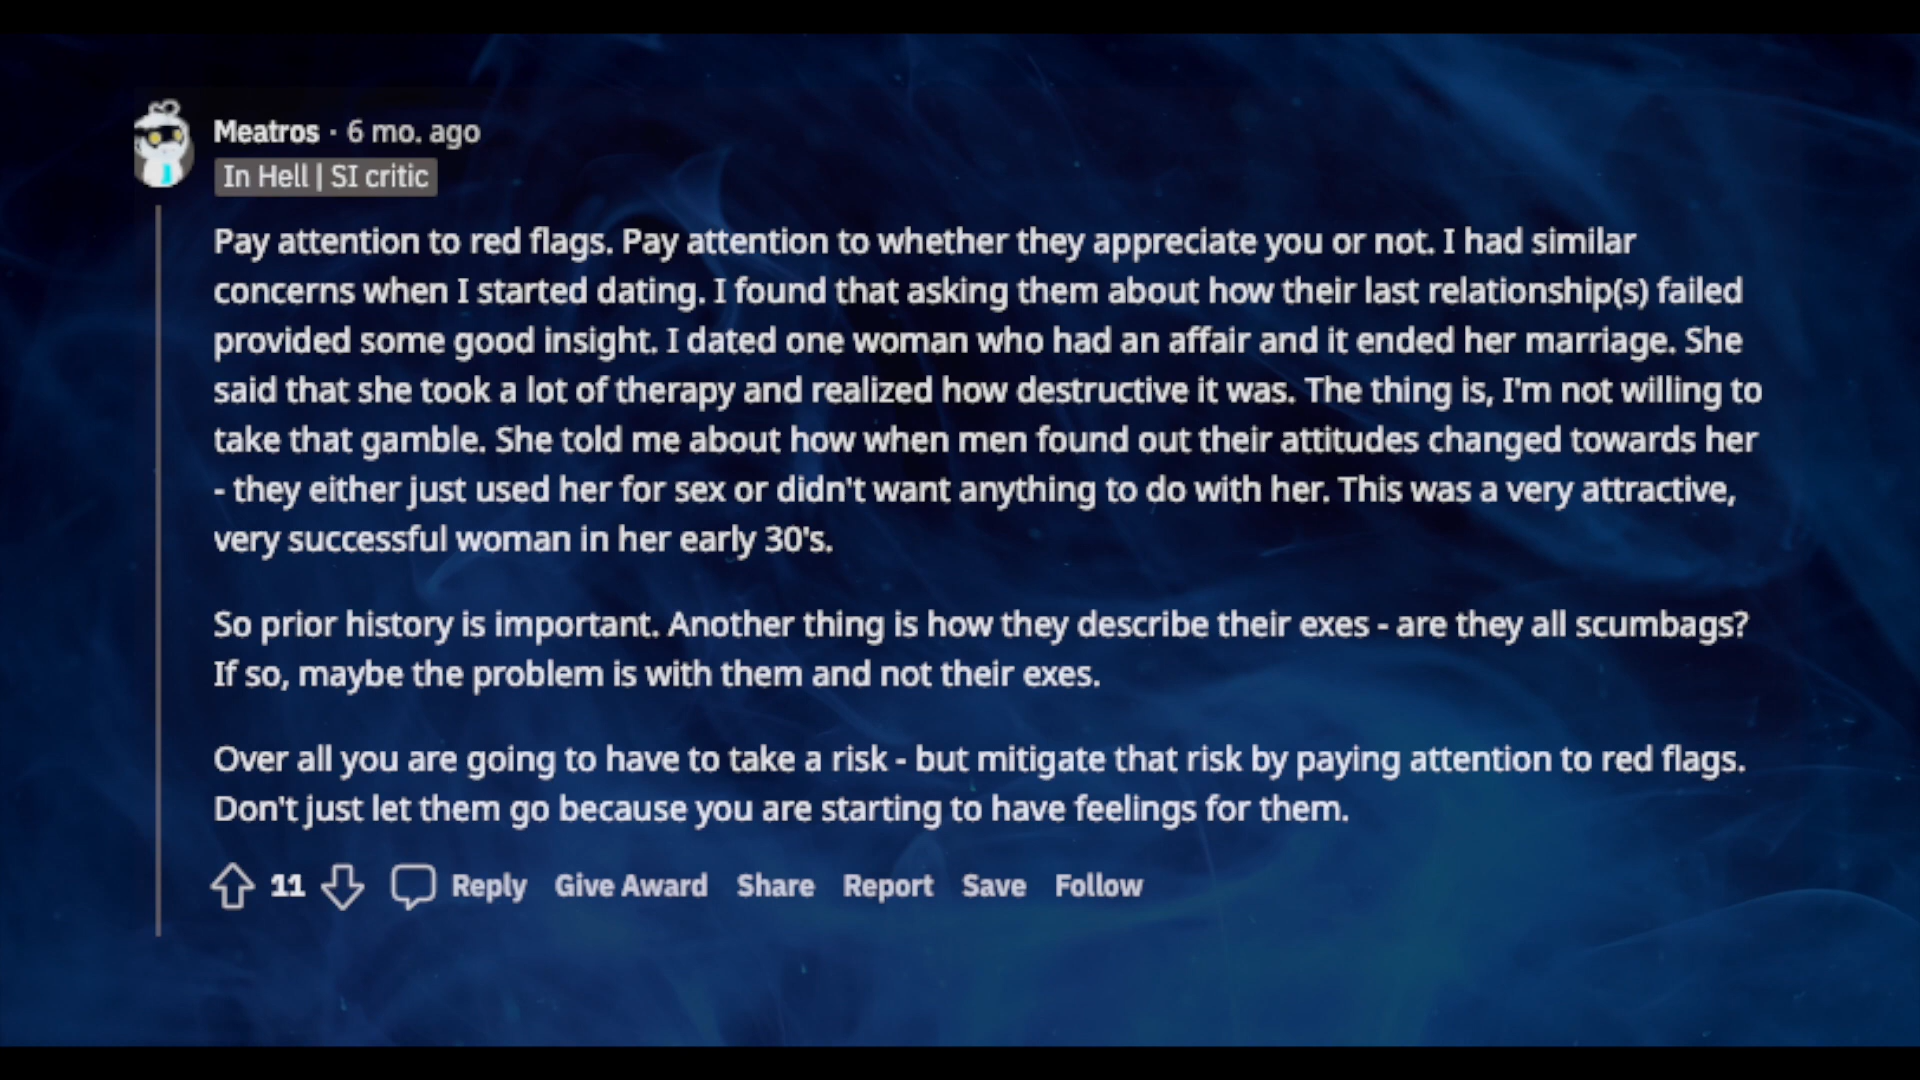 Meatros · 6 mo. ago
In Hell | SI critic
Pay attention to red flags. Pay attention to whether they appreciate you or not. I had similar
concerns when I started dating. I found that asking them about how their last relationship(s) failed
provided some good insight. I dated one woman who had an affair and it ended her marriage. She
said that she took a lot of therapy and realized how destructive it was. The thing is, I'm not willing to
take that gamble. She told me about how when men found out their attitudes changed towards her
- they either just used her for sex or didn't want anything to do with her. This was a very attractive,
very successful woman in her early 30's.
So prior history is important. Another thing is how they describe their exes - are they all scumbags?
If so, maybe the problem is with them and not their exes.
Over all you are going to have to take a risk - but mitigate that risk by paying attention to red flags.
Don't just let them go because you are starting to have feelings for them.
11 Reply Give Award Share Report Save Follow